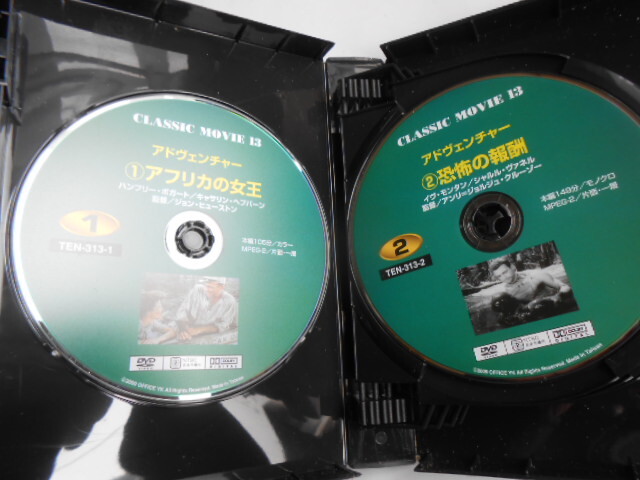 CLASSIC MOVIE 13
アドヴェンチャー
①アフリカの女王
ハンフリー・ボガート/キャサリン・ヘプバーン
監督/ジョン・ヒューストン
1
TEN-313-1
本編105分/カラー
MPEG-2/片面一層
DVD
CLASSIC MOVIE 13
アドヴェンチャー
②恐怖の報酬
イヴ・モンタン/シャルル・ヴァネル
監督/アンリ=ジョルジュ・クルーゾー
2
TEN-313-2
本編149分/モノクロ
MPEG-2/片面一層
DVD